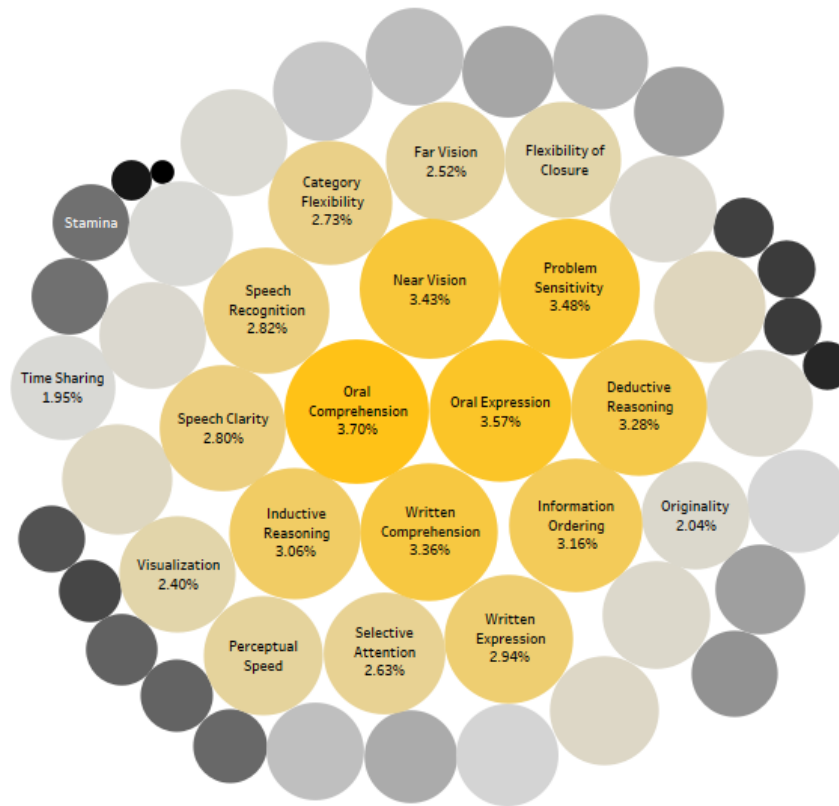 Far Vision
2.52%
Flexibility of
Closure
Category
Flexibility
2.73%
Stamina
Near Vision
3.43%
Problem
Sensitivity
3.48%
Speech
Recognition
2.82%
Time Sharing
1.95%
Oral
Comprehension
3.70%
Oral Expression
3.57%
Deductive
Reasoning
3.28%
Speech Clarity
2.80%
Inductive
Reasoning
3.06%
Written
Comprehension
3.36%
Information
Ordering
3.16%
Originality
2.04%
Visualization
2.40%
Perceptual
Speed
Selective
Attention
2.63%
Written
Expression
2.94%